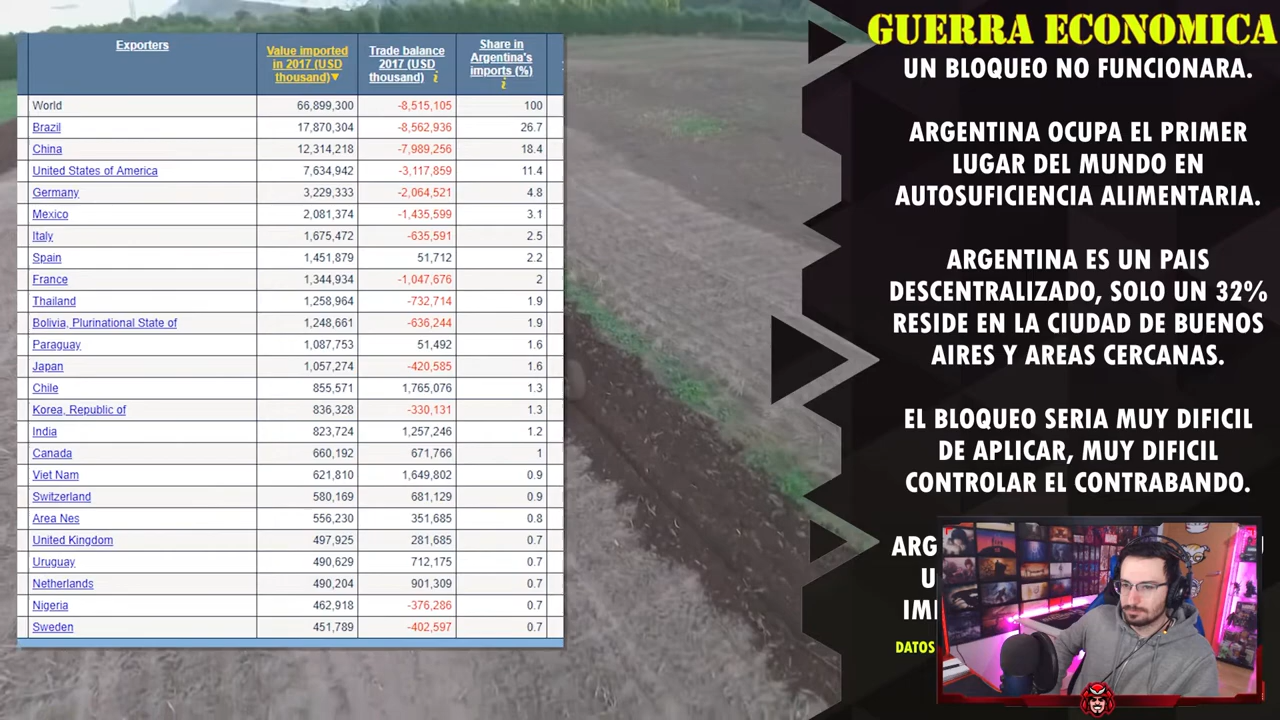 Exporters
Value imported in 2017 (USD thousand)▼
Trade balance 2017 (USD thousand) i
Share in Argentina's imports (%) i
World 66,899,300 -8,515,105 100
Brazil 17,870,304 -8,562,936 26.7
China 12,314,218 -7,989,256 18.4
United States of America 7,634,942 -3,117,859 11.4
Germany 3,229,333 -2,064,521 4.8
Mexico 2,081,374 -1,435,599 3.1
Italy 1,675,472 -635,591 2.5
Spain 1,451,879 51,712 2.2
France 1,344,934 -1,047,676 2
Thailand 1,258,964 -732,714 1.9
Bolivia, Plurinational State of 1,248,661 -636,244 1.9
Paraguay 1,087,753 51,492 1.6
Japan 1,057,274 -420,585 1.6
Chile 855,571 1,765,076 1.3
Korea, Republic of 836,328 -330,131 1.3
India 823,724 1,257,246 1.2
Canada 660,192 671,766 1
Viet Nam 621,810 1,649,802 0.9
Switzerland 580,169 681,129 0.9
Area Nes 556,230 351,685 0.8
United Kingdom 497,925 281,685 0.7
Uruguay 490,629 712,175 0.7
Netherlands 490,204 901,309 0.7
Nigeria 462,918 -376,286 0.7
Sweden 451,789 -402,597 0.7
GUERRA ECONOMICA
UN BLOQUEO NO FUNCIONARA.
ARGENTINA OCUPA EL PRIMER
LUGAR DEL MUNDO EN
AUTOSUFICIENCIA ALIMENTARIA.
ARGENTINA ES UN PAIS
DESCENTRALIZADO, SOLO UN 32%
RESIDE EN LA CIUDAD DE BUENOS
AIRES Y AREAS CERCANAS.
EL BLOQUEO SERIA MUY DIFICIL
DE APLICAR, MUY DIFICIL
CONTROLAR EL CONTRABANDO.
DATOS